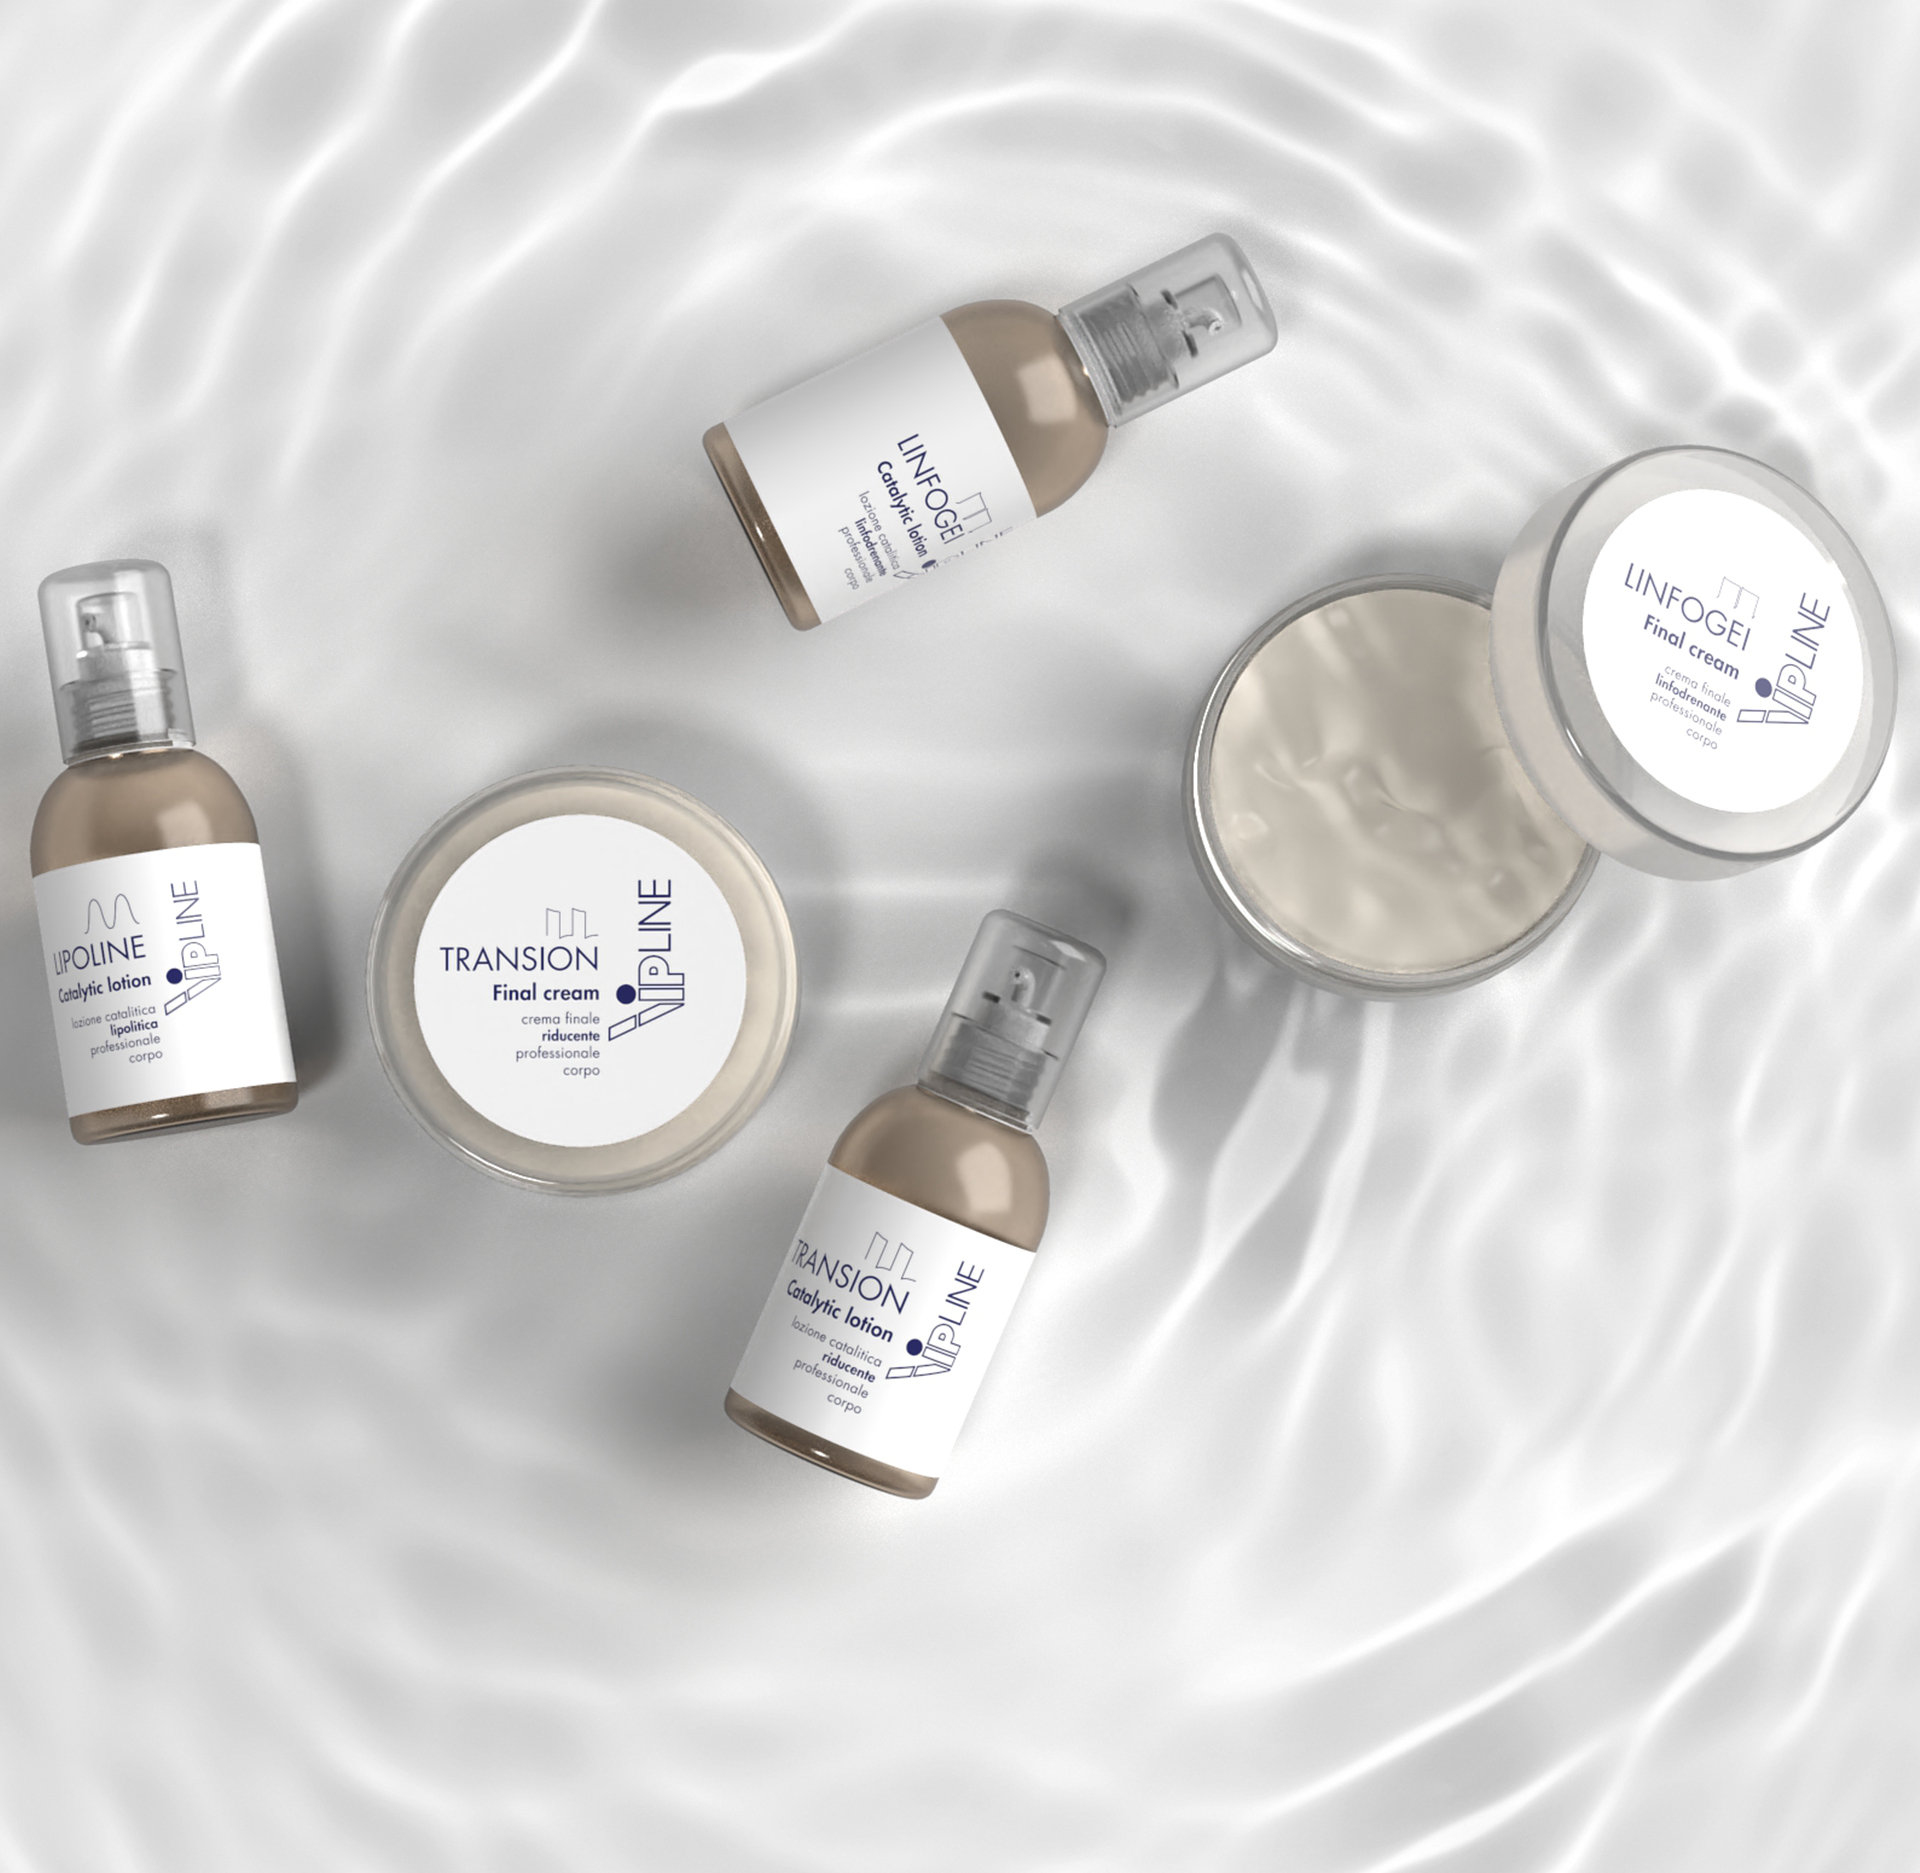 LINFOGEI
Catalytic lotion
lozione catalitica
linfodrenante
professionale
corpo
LINFOGEI
Final cream
crema finale
linfodrenante
professionale
corpo
VIPLINE
LIPOLINE
Catalytic lotion
lozione catalitica
lipolitica
professionale
corpo
VIPLINE
TRANSION
Final cream
crema finale
riducente
professionale
corpo
VIPLINE
TRANSION
Catalytic lotion
lozione catalitica
riducente
professionale
corpo
VIPLINE